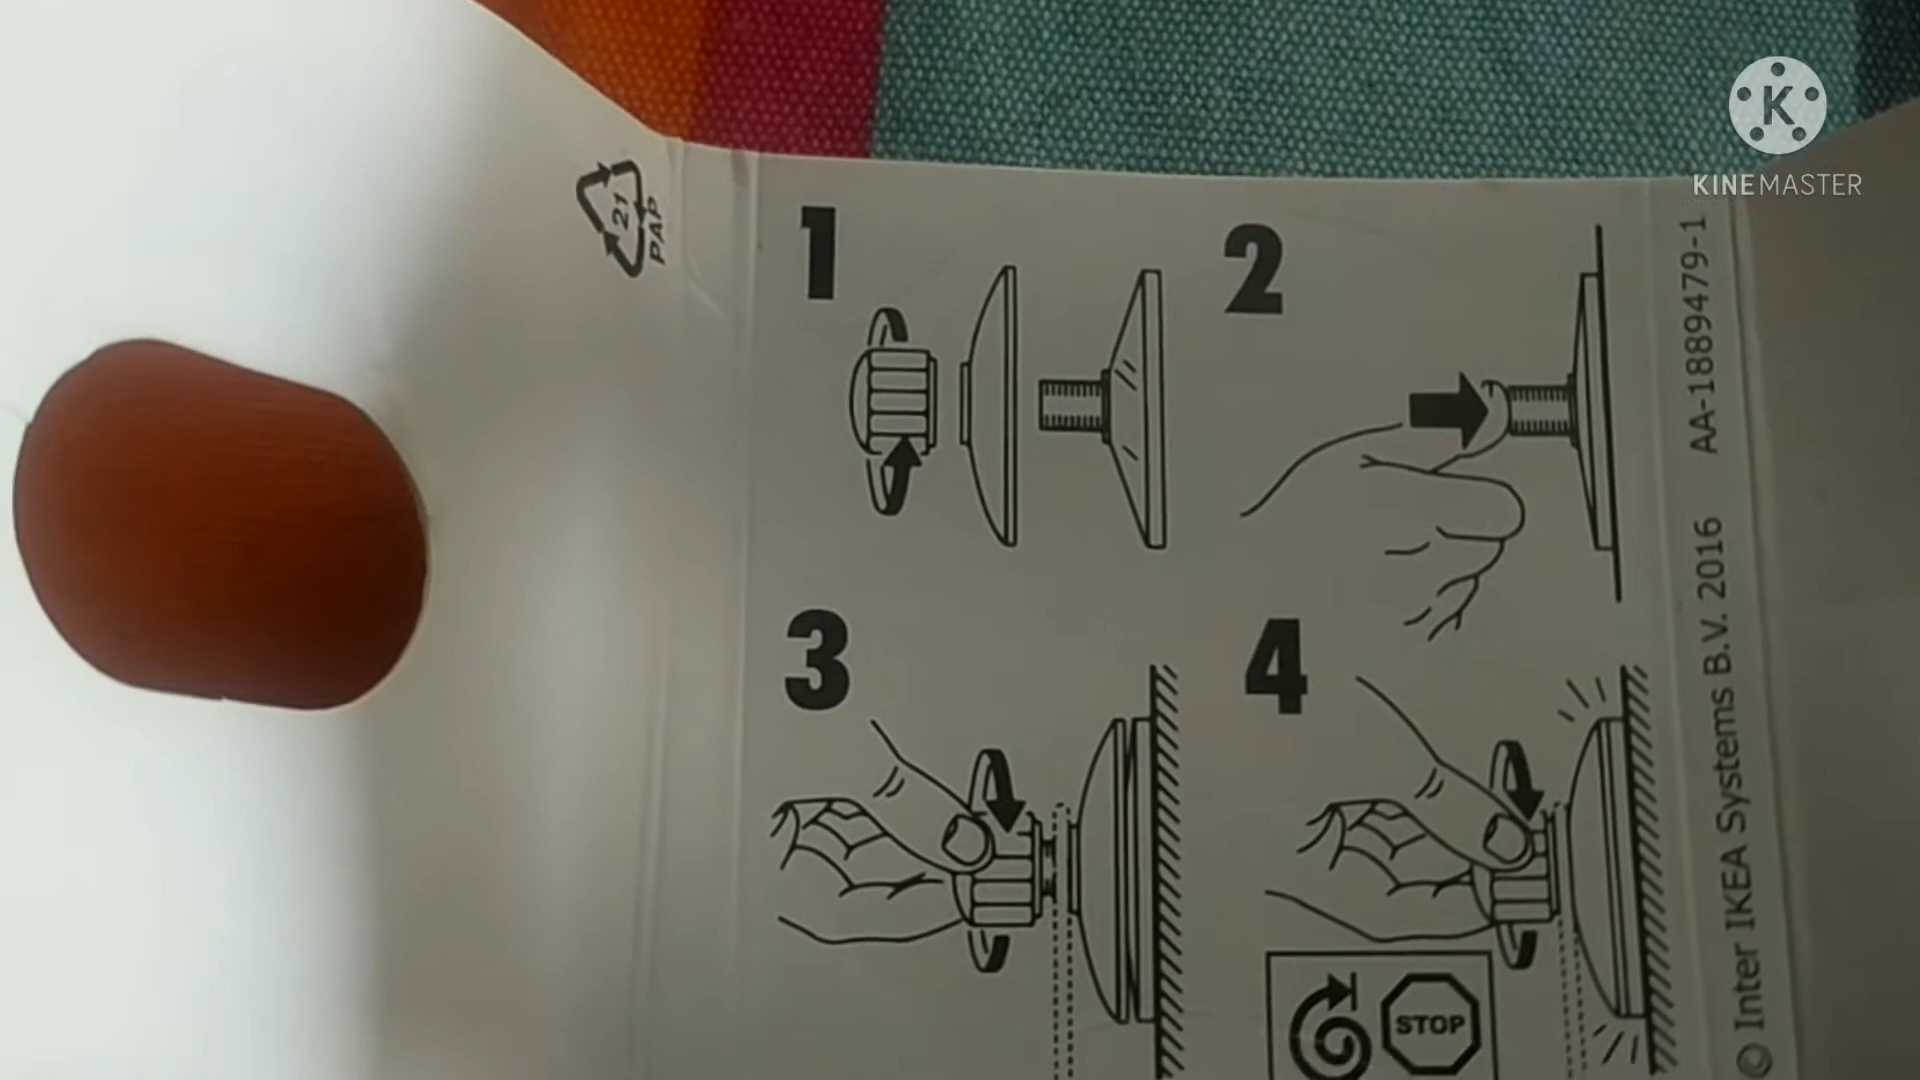 KINEMASTER
21
PAP
1
2
3
4
STOP
© Inter IKEA Systems B.V. 2016 AA-1889479-1